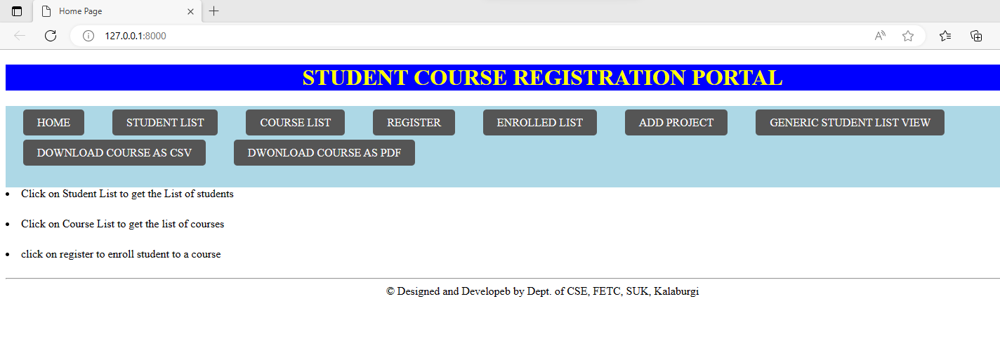 Home Page
127.0.0.1:8000
STUDENT COURSE REGISTRATION PORTAL
HOME STUDENT LIST COURSE LIST REGISTER ENROLLED LIST ADD PROJECT GENERIC STUDENT LIST VIEW
DOWNLOAD COURSE AS CSV DWONLOAD COURSE AS PDF
• Click on Student List to get the List of students
• Click on Course List to get the list of courses
• click on register to enroll student to a course
© Designed and Developeb by Dept. of CSE, FETC, SUK, Kalaburgi